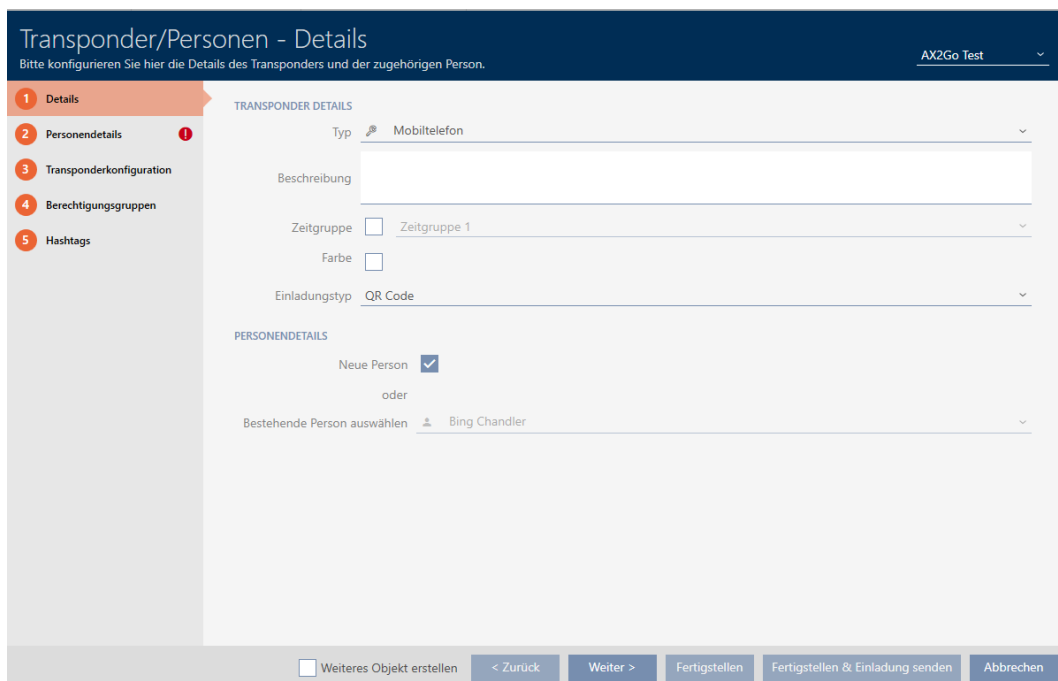 Transponder/Personen - Details
Bitte konfigurieren Sie hier die Details des Transponders und der zugehörigen Person.
AX2Go Test
1 Details
2 Personendetails !
3 Transponderkonfiguration
4 Berechtigungsgruppen
5 Hashtags
TRANSPONDER DETAILS
Typ Mobiltelefon
Beschreibung
Zeitgruppe Zeitgruppe 1
Farbe
Einladungstyp QR Code
PERSONENDETAILS
Neue Person
oder
Bestehende Person auswählen Bing Chandler
Weiteres Objekt erstellen < Zurück Weiter > Fertigstellen Fertigstellen & Einladung senden Abbrechen